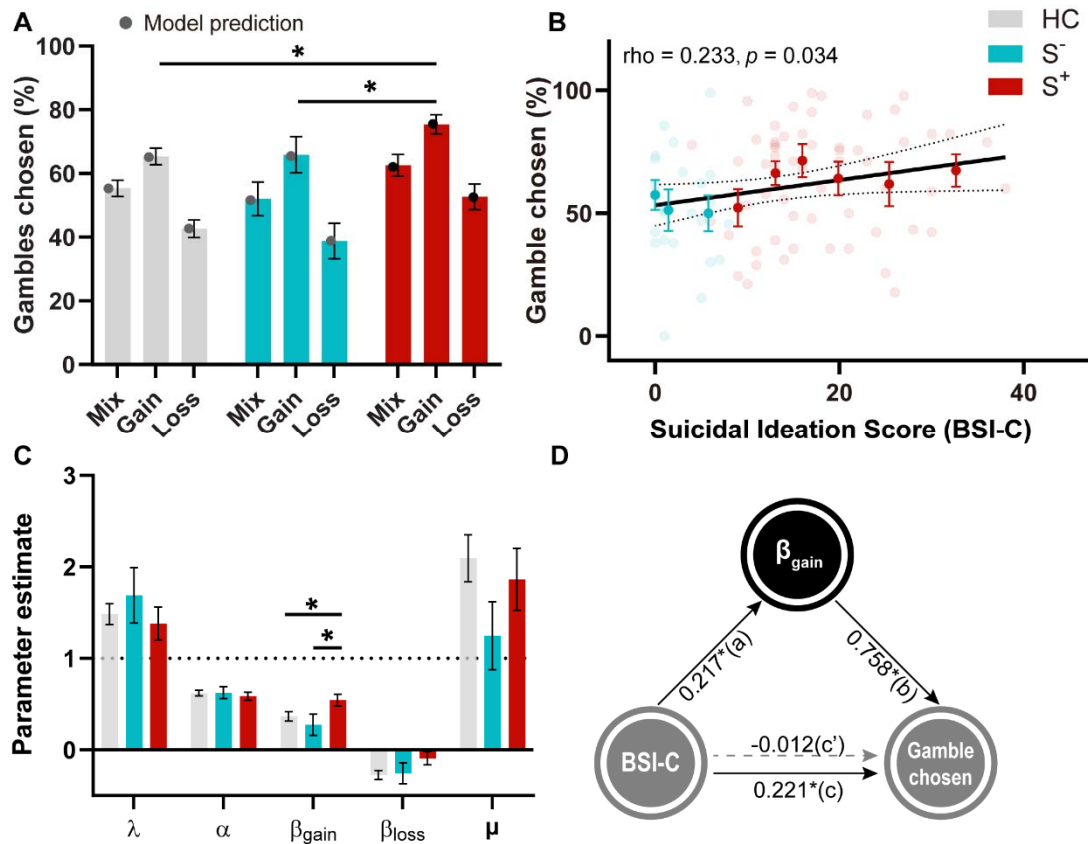 A
Model prediction
*
*
100
80
60
40
20
0
Gambles chosen (%)
Mix
Gain
Loss
Mix
Gain
Loss
Mix
Gain
Loss
B
rho = 0.233, p = 0.034
HC
S⁻
S⁺
100
50
0
Gamble chosen (%)
0
20
40
Suicidal Ideation Score (BSI-C)
C
3
2
1
0
Parameter estimate
*
*
λ
α
βgain
βloss
μ
D
βgain
0.217*(a)
0.758*(b)
BSI-C
-0.012(c')
0.221*(c)
Gamble
chosen